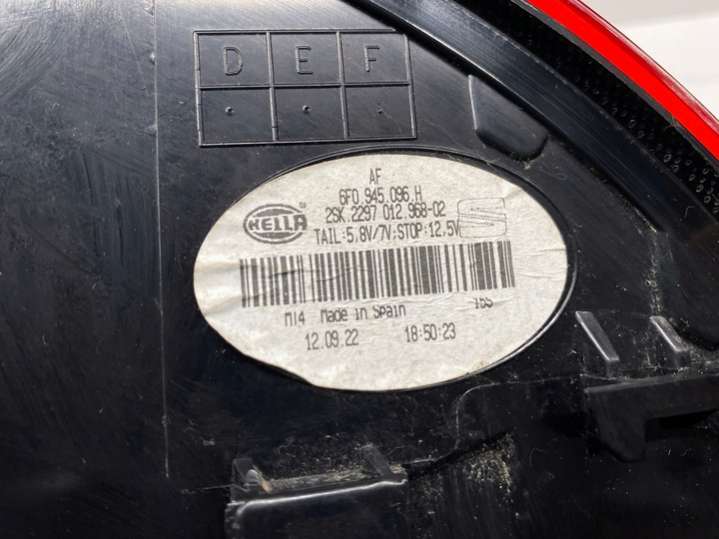 D E F
AF
6F0 945.096.H
2SK.2297 012.968-02
HELLA
TAIL:5.8V/7V;STOP:12.5V
M14 Made in Spain
12.09.22 18:50:23